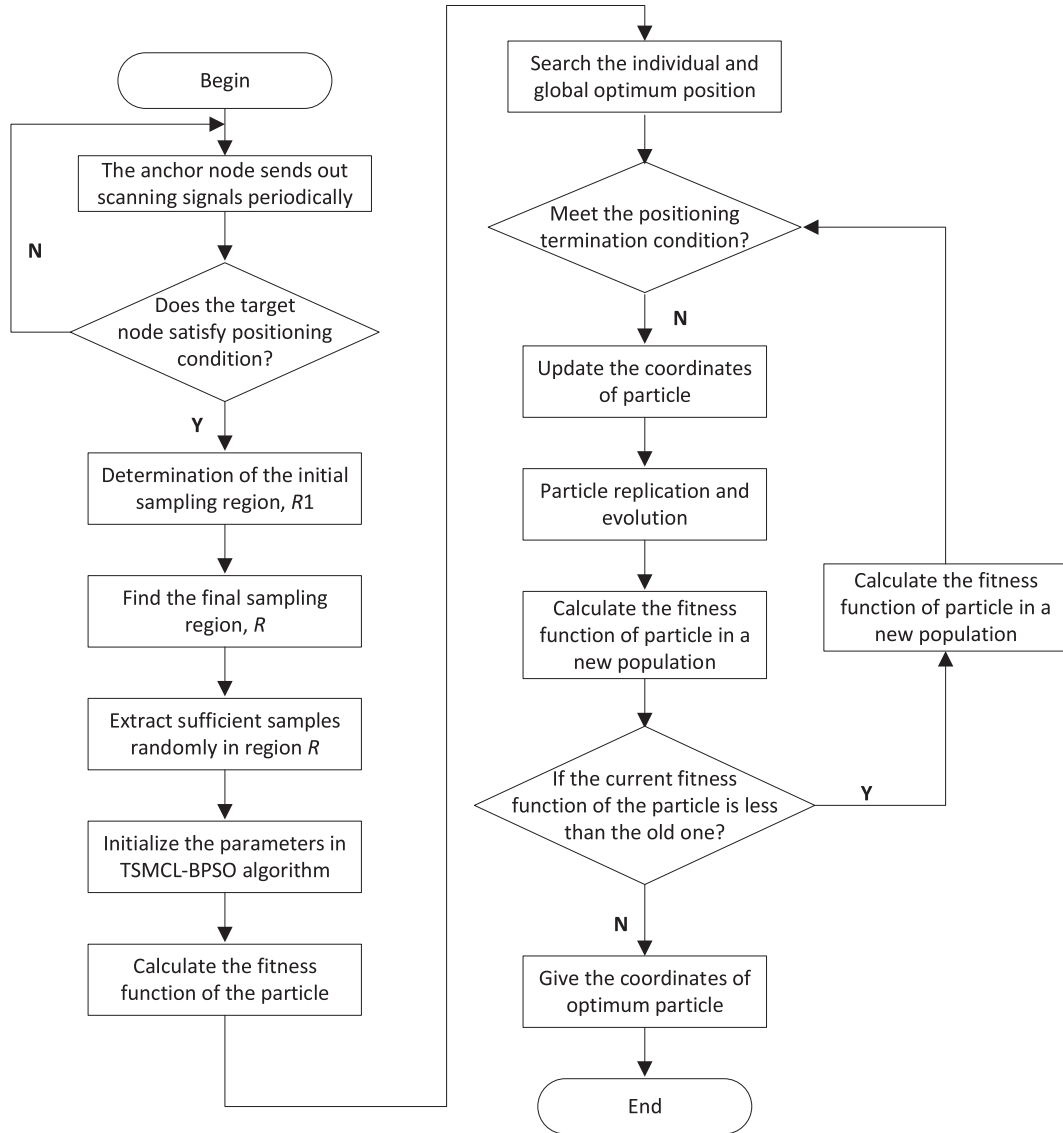 Begin
The anchor node sends out
scanning signals periodically
N
Does the target
node satisfy positioning
condition?
Y
Determination of the initial
sampling region, R1
Find the final sampling
region, R
Extract sufficient samples
randomly in region R
Initialize the parameters in
TSMCL-BPSO algorithm
Calculate the fitness
function of the particle
Search the individual and
global optimum position
Meet the positioning
termination condition?
N
Update the coordinates
of particle
Particle replication and
evolution
Calculate the fitness
function of particle in a
new population
If the current fitness
function of the particle is less
than the old one?
Y
Calculate the fitness
function of particle in a
new population
N
Give the coordinates of
optimum particle
End